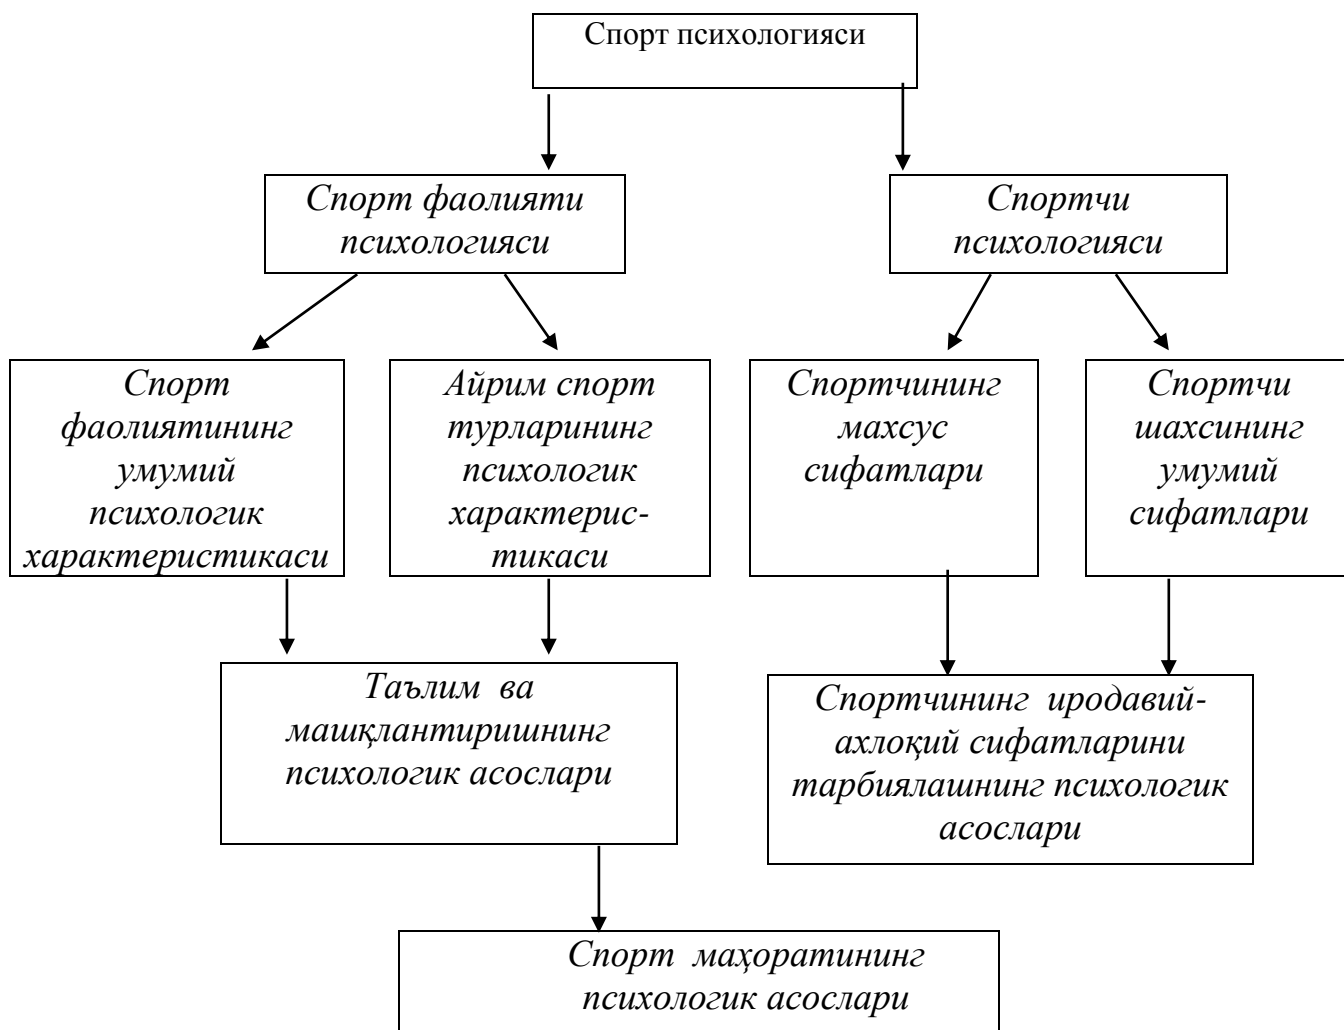 Спорт психологияси
Спорт фаолияти
психологияси
Спортчи
психологияси
Спорт
фаолиятининг
умумий
психологик
характеристикаси
Айрим спорт
турларининг
психологик
характерис-
тикаси
Спортчининг
махсус
сифатлари
Спортчи
шахсининг
умумий
сифатлари
Таълим ва
машқлантиришнинг
психологик асослари
Спортчининг иродавий-
ахлоқий сифатларини
тарбиялашнинг психологик
асослари
Спорт маҳоратининг
психологик асослари